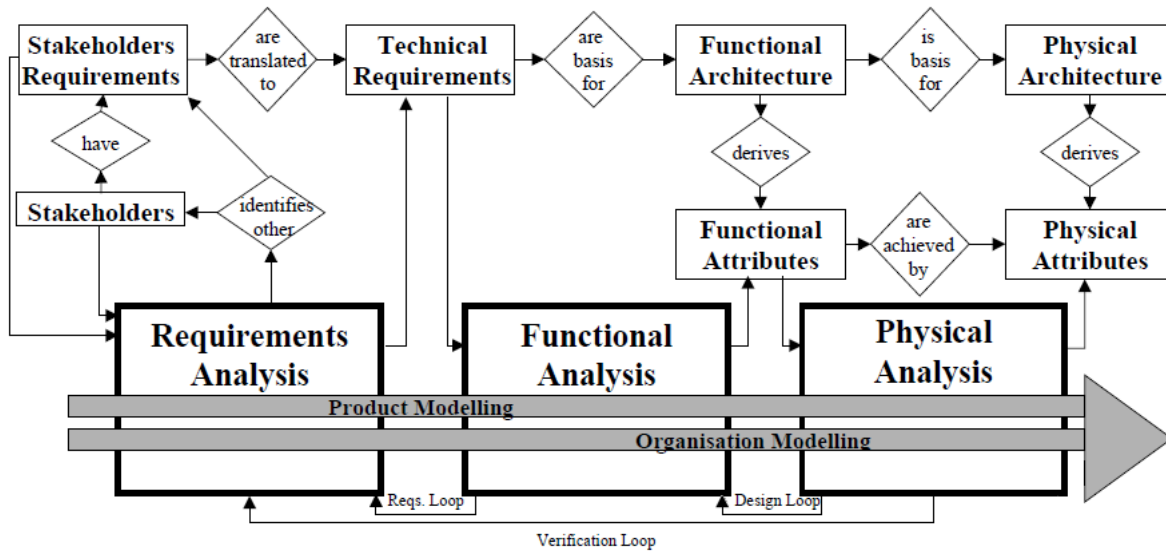 Stakeholders
Requirements
are
translated
to
Technical
Requirements
are
basis
for
Functional
Architecture
is
basis
for
Physical
Architecture
have
derives
derives
Stakeholders
identifies
other
Functional
Attributes
are
achieved
by
Physical
Attributes
Requirements
Analysis
Functional
Analysis
Physical
Analysis
Product Modelling
Organisation Modelling
Reqs. Loop
Design Loop
Verification Loop